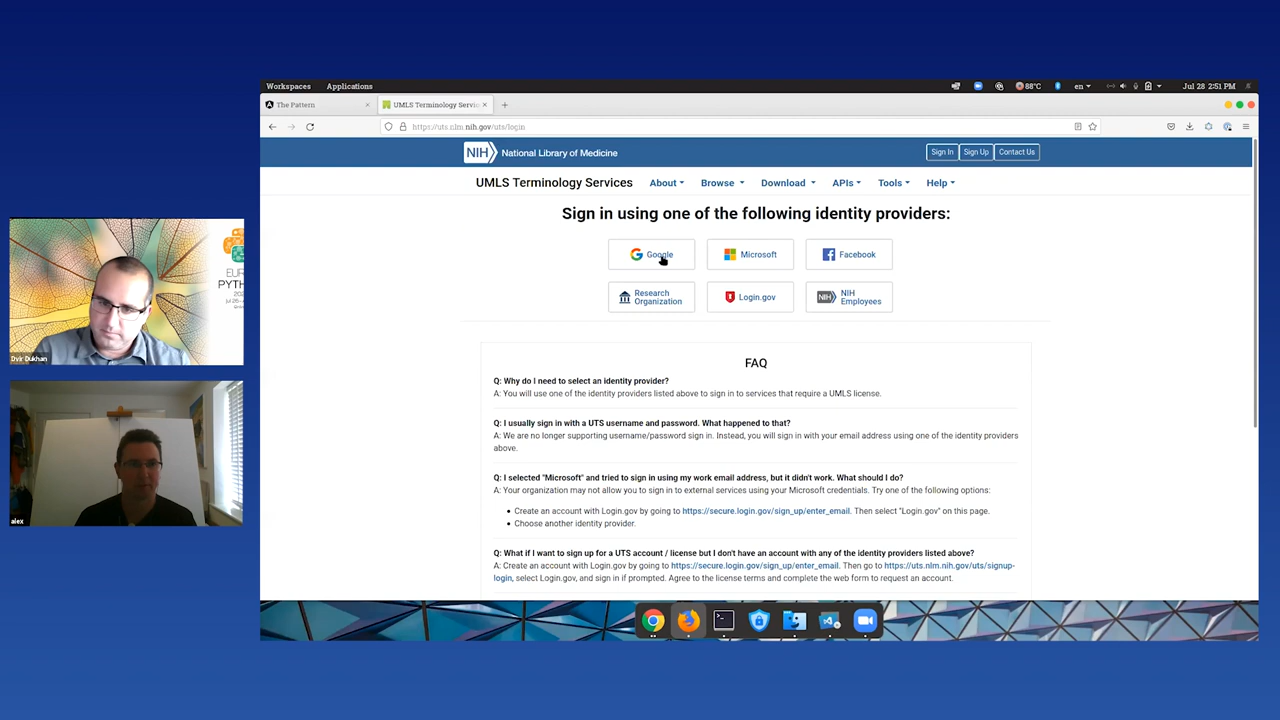 Workspaces
Applications
88°C
en
Jul 28 2:51 PM
The Pattern
UMLS Terminology Servic
https://uts.nlm.nih.gov/uts/login
NIH National Library of Medicine
Sign In
Sign Up
Contact Us
UMLS Terminology Services
About
Browse
Download
APIs
Tools
Help
Sign in using one of the following identity providers:
Google
Microsoft
Facebook
Research
Organization
Login.gov
NIH
NIH
Employees
FAQ
Q: Why do I need to select an identity provider?
A: You will use one of the identity providers listed above to sign in to services that require a UMLS license.
Q: I usually sign in with a UTS username and password. What happened to that?
A: We are no longer supporting username/password sign in. Instead, you will sign in with your email address using one of the identity providers
above.
Q: I selected "Microsoft" and tried to sign in using my work email address, but it didn't work. What should I do?
A: Your organization may not allow you to sign in to external services using your Microsoft credentials. Try one of the following options:
• Create an account with Login.gov by going to https://secure.login.gov/sign_up/enter_email. Then select "Login.gov" on this page.
• Choose another identity provider.
Q: What if I want to sign up for a UTS account / license but I don't have an account with any of the identity providers listed above?
A: Create an account with Login.gov by going to https://secure.login.gov/sign_up/enter_email. Then go to https://uts.nlm.nih.gov/uts/signup-
login, select Login.gov, and sign in if prompted. Agree to the license terms and complete the web form to request an account.
EUR
PYTH
Dvir Dukhan
alex